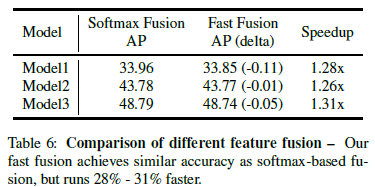 Model Softmax Fusion AP Fast Fusion AP (delta) Speedup
Model1 33.96 33.85 (-0.11) 1.28x
Model2 43.78 43.77 (-0.01) 1.26x
Model3 48.79 48.74 (-0.05) 1.31x
Table 6: Comparison of different feature fusion – Our
fast fusion achieves similar accuracy as softmax-based fu-
sion, but runs 28% - 31% faster.